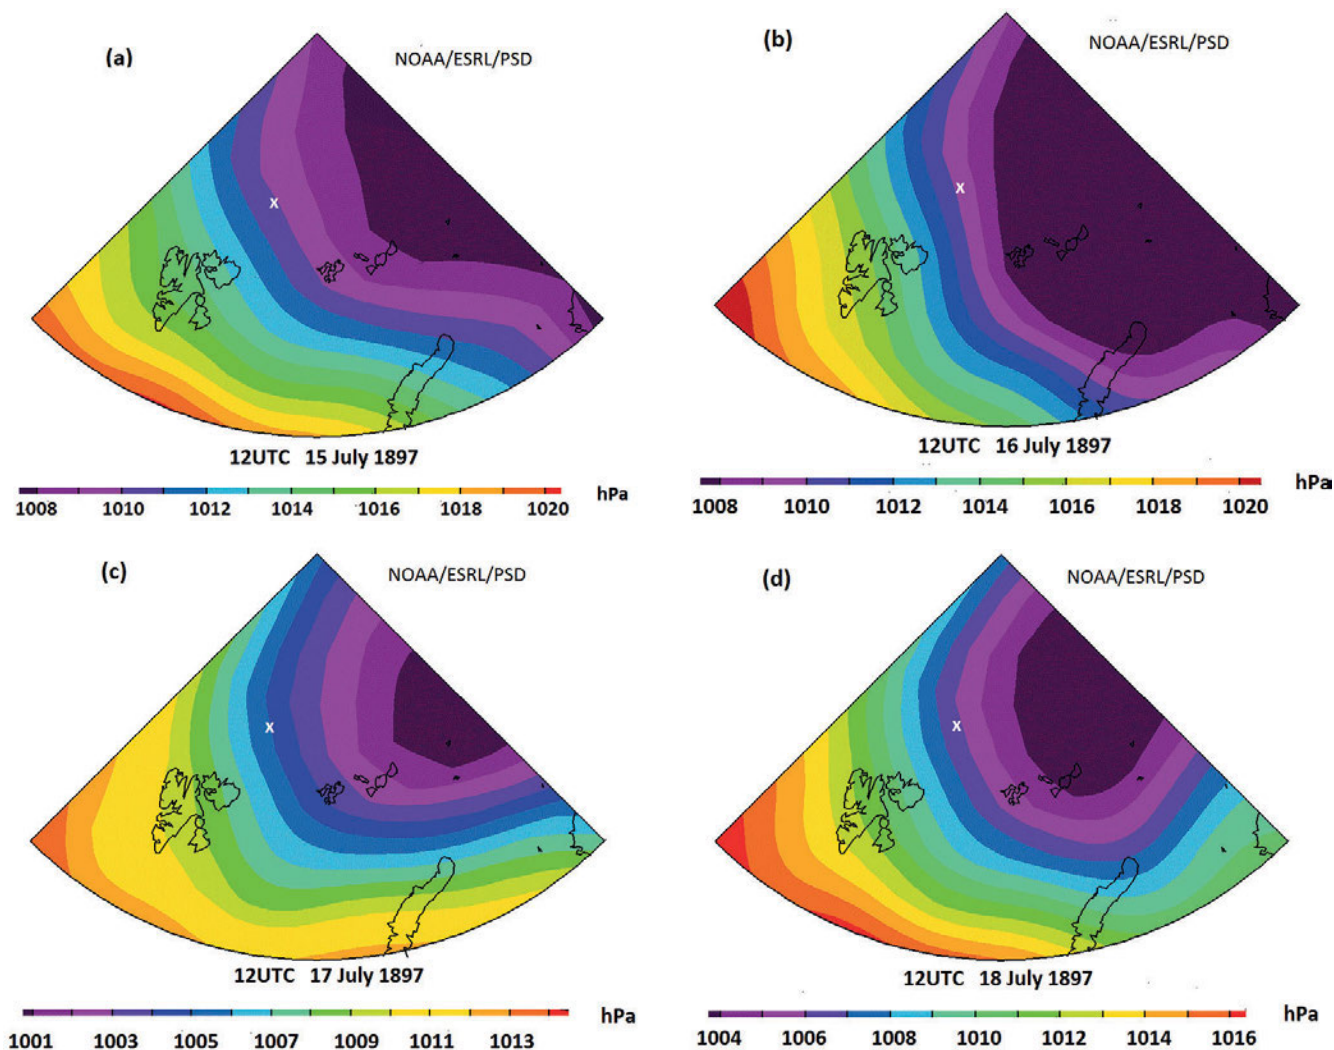 (a)
NOAA/ESRL/PSD
X
12UTC 15 July 1897
hPa
1008 1010 1011 1012 1014 1016 1018 1020
(b)
NOAA/ESRL/PSD
X
12UTC 16 July 1897
hPa
1008 1010 1011 1012 1014 1016 1018 1020
(c)
NOAA/ESRL/PSD
X
12UTC 17 July 1897
hPa
1001 1003 1005 1007 1009 1011 1013
(d)
NOAA/ESRL/PSD
X
12UTC 18 July 1897
hPa
1004 1006 1008 1010 1012 1014 1016